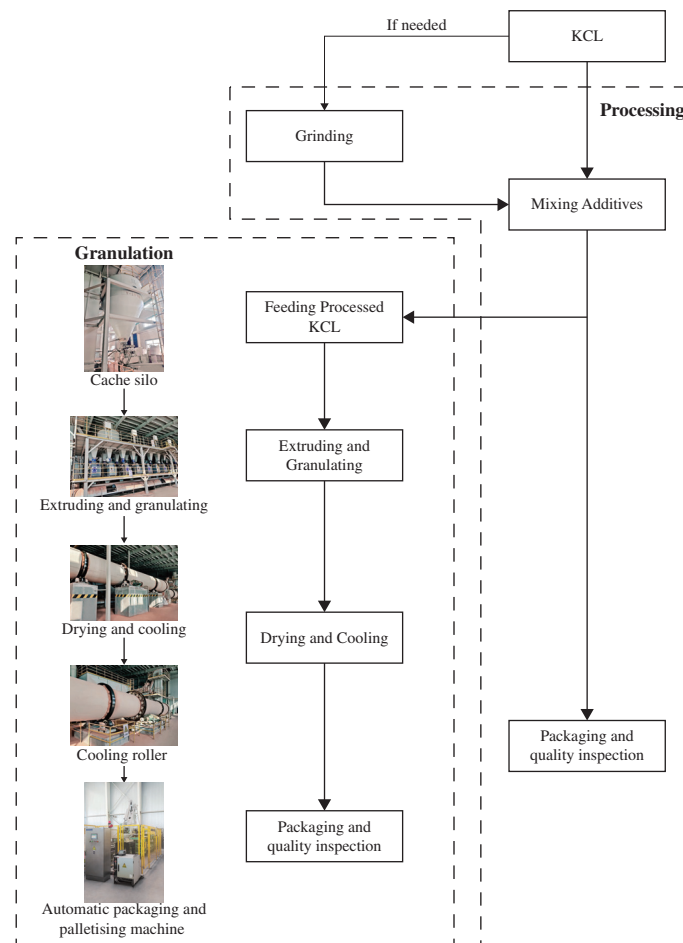 If needed
KCL
Processing
Grinding
Mixing Additives
Granulation
Feeding Processed
KCL
Cache silo
Extruding and
Granulating
Extruding and granulating
Drying and cooling
Drying and Cooling
Packaging and
quality inspection
Cooling roller
Packaging and
quality inspection
Automatic packaging and
palletising machine